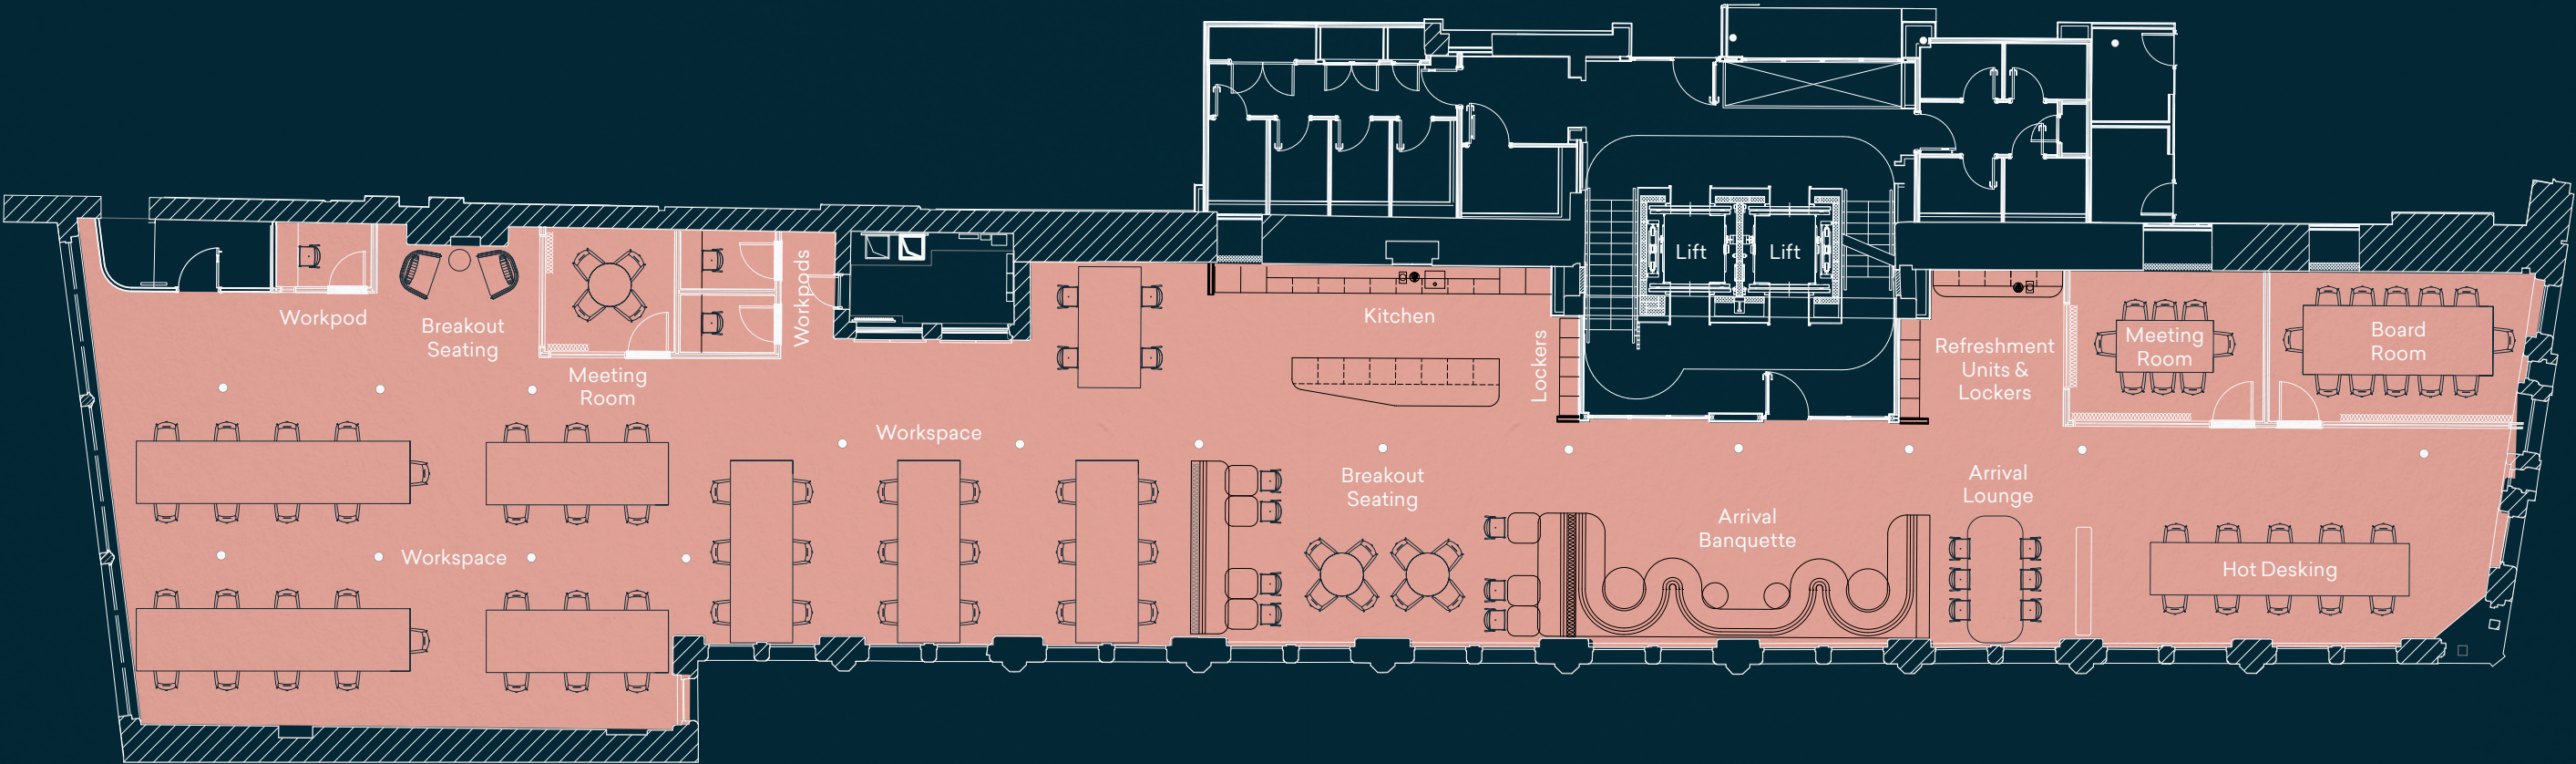 Lift
Lift
Workpod
Breakout
Seating
Meeting
Room
Workpods
Kitchen
Lockers
Refreshment
Units &
Lockers
Meeting
Room
Board
Room
Workspace
Breakout
Seating
Arrival
Lounge
Arrival
Banquette
Workspace
Hot Desking